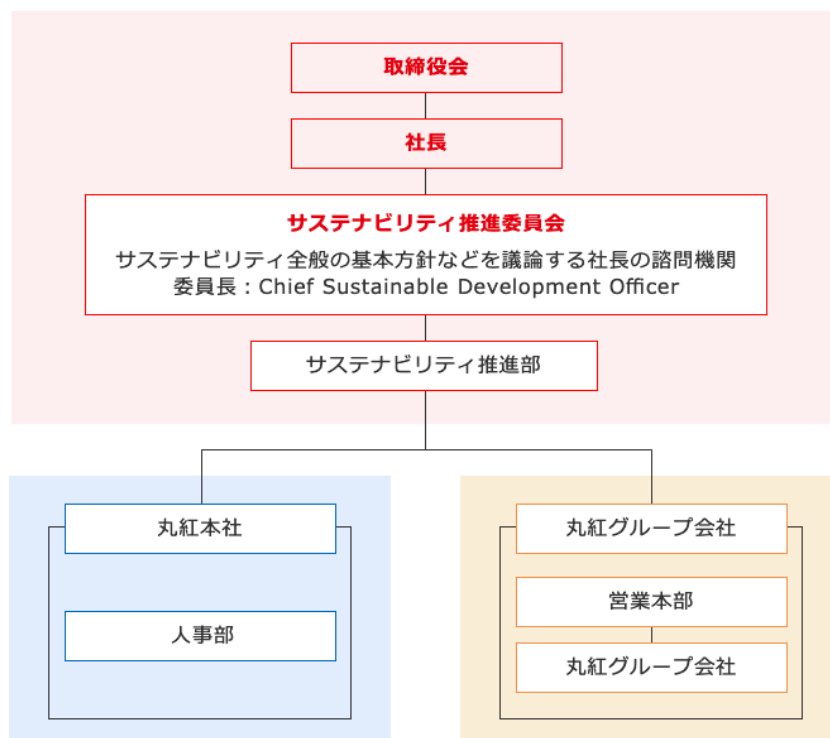 取締役会
社長
サステナビリティ推進委員会
サステナビリティ全般の基本方針などを議論する社長の諮問機関
委員長：Chief Sustainable Development Officer
サステナビリティ推進部
丸紅本社
人事部
丸紅グループ会社
営業本部
丸紅グループ会社